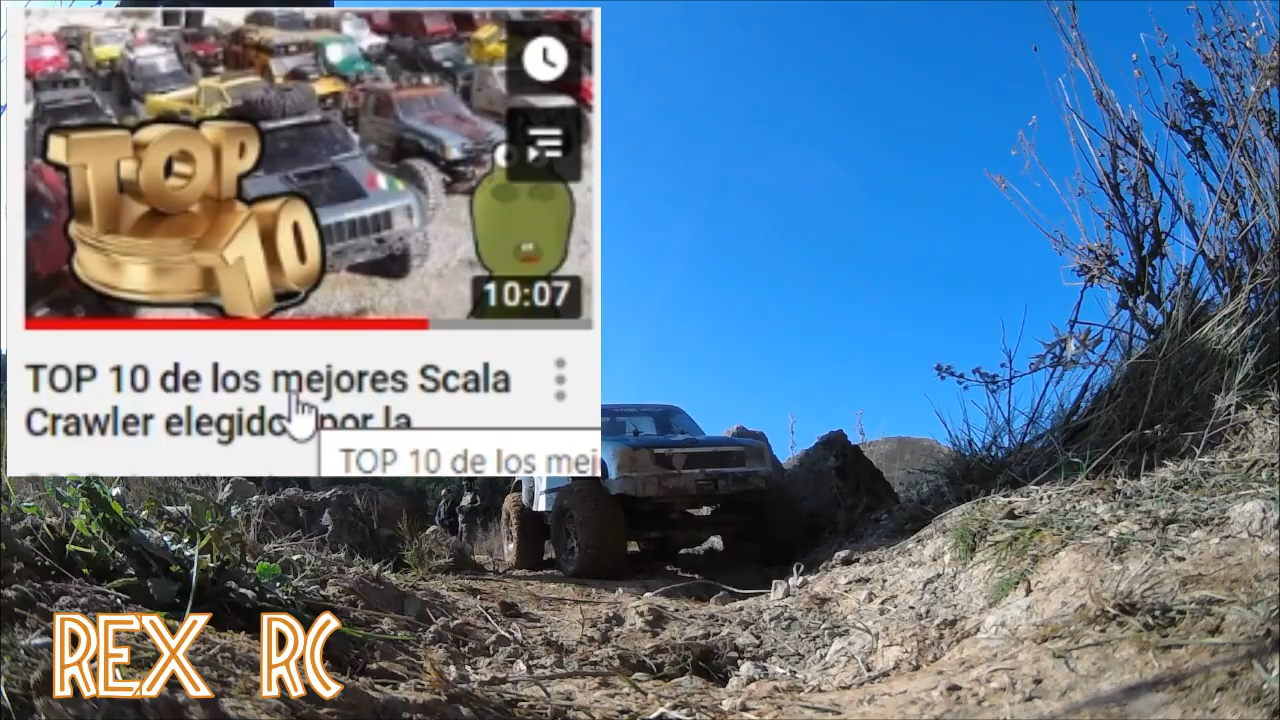 TOP
10
10:07
TOP 10 de los mejores Scala
Crawler elegido por la
TOP 10 de los mej
REX RC